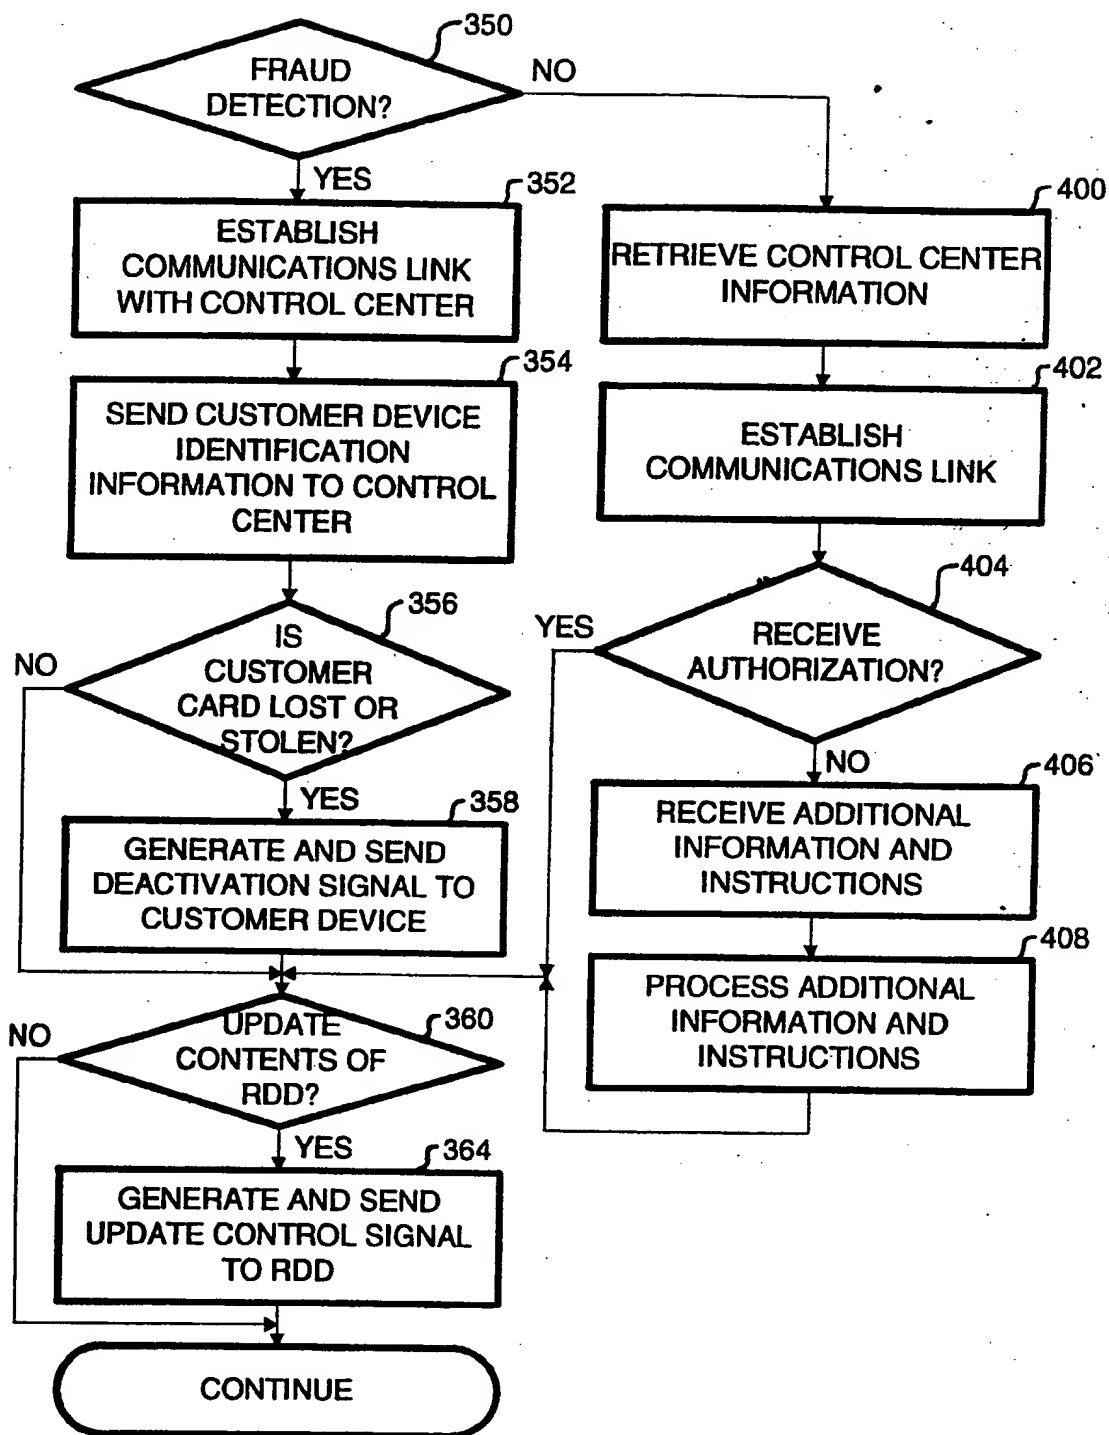 350
FRAUD
DETECTION?
NO
YES
352
ESTABLISH
COMMUNICATIONS LINK
WITH CONTROL CENTER
354
SEND CUSTOMER DEVICE
IDENTIFICATION
INFORMATION TO CONTROL
CENTER
356
IS
CUSTOMER
CARD LOST OR
STOLEN?
NO
YES
358
GENERATE AND SEND
DEACTIVATION SIGNAL TO
CUSTOMER DEVICE
360
UPDATE
CONTENTS OF
RDD?
NO
YES
364
GENERATE AND SEND
UPDATE CONTROL SIGNAL
TO RDD
CONTINUE
400
RETRIEVE CONTROL CENTER
INFORMATION
402
ESTABLISH
COMMUNICATIONS LINK
404
YES
RECEIVE
AUTHORIZATION?
NO
406
RECEIVE ADDITIONAL
INFORMATION AND
INSTRUCTIONS
408
PROCESS ADDITIONAL
INFORMATION AND
INSTRUCTIONS